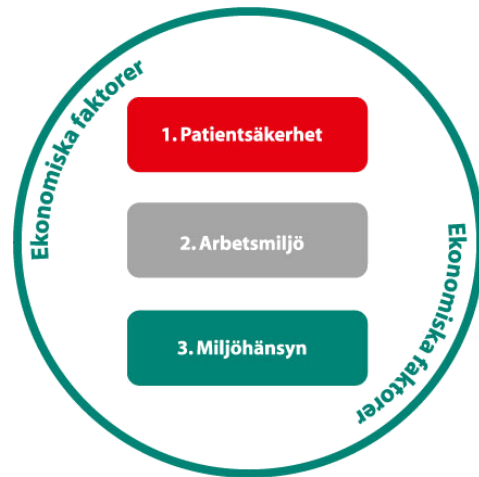 Ekonomiska faktorer
1. Patientsäkerhet
2. Arbetsmiljö
3. Miljöhänsyn
Ekonomiska faktorer